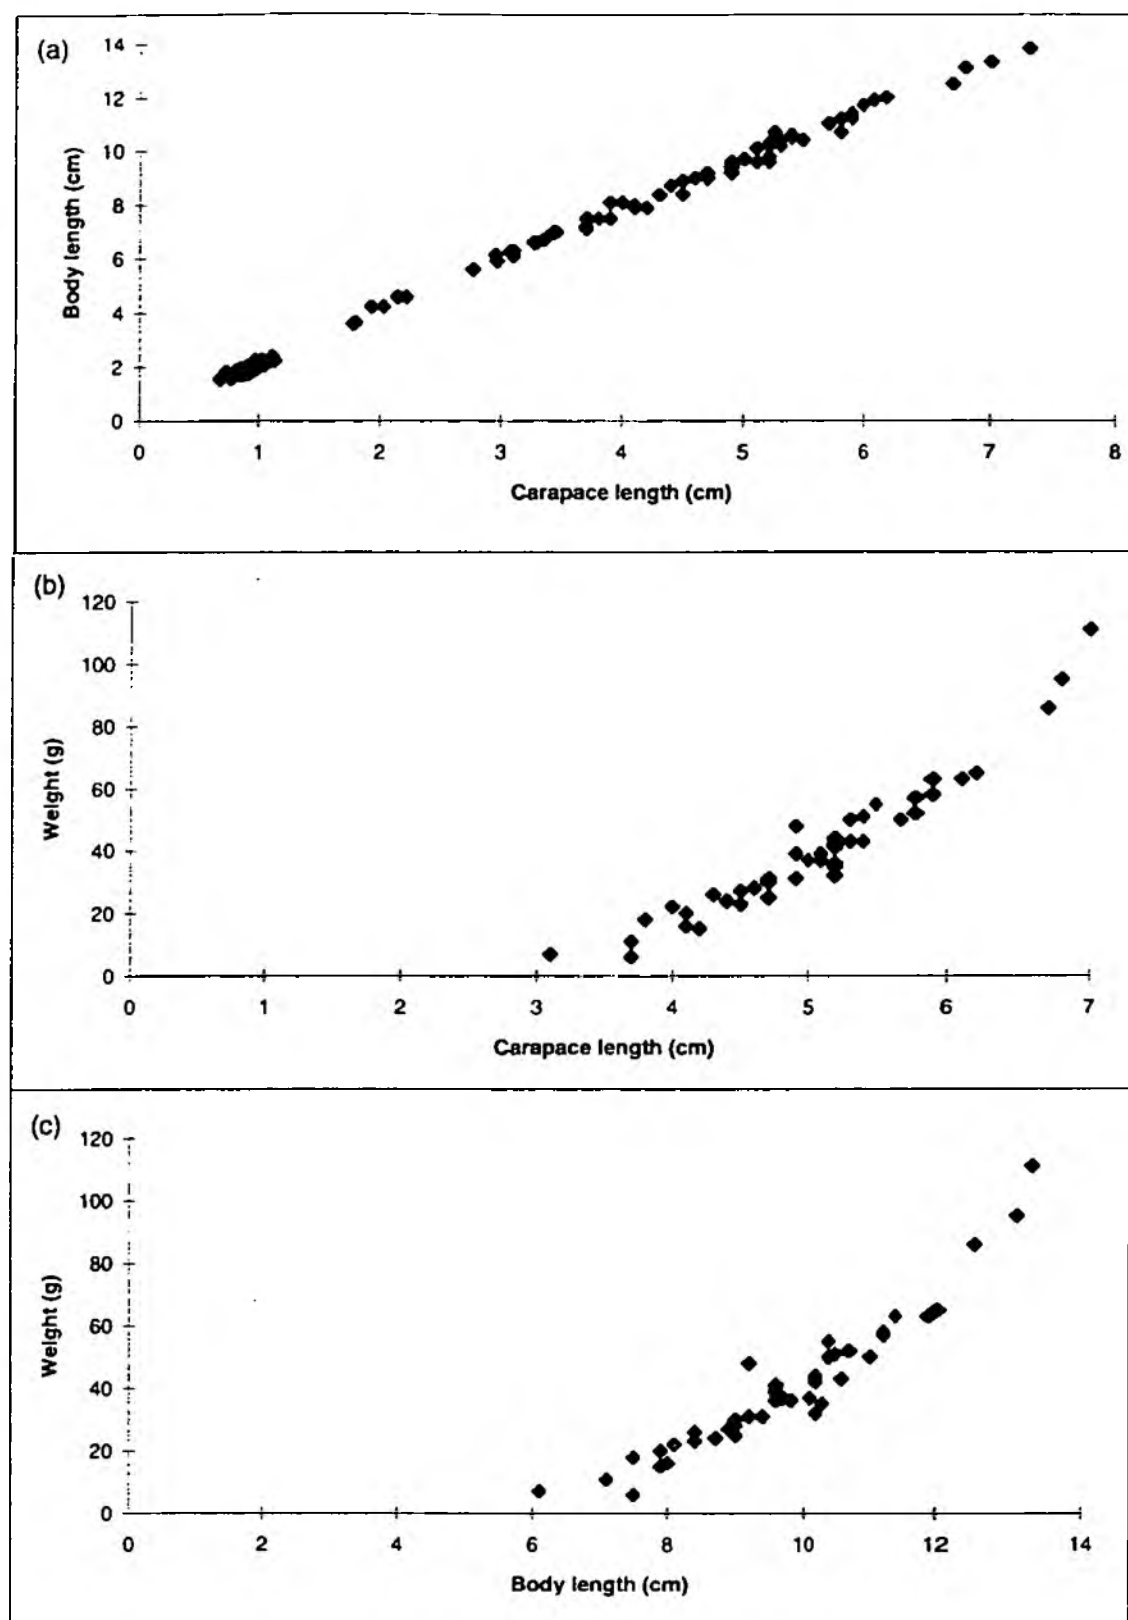 (a)
14
12
10
8
6
4
2
0
Body length (cm)
0 1 2 3 4 5 6 7 8
Carapace length (cm)
(b)
120
100
80
60
40
20
0
Weight (g)
0 1 2 3 4 5 6 7
Carapace length (cm)
(c)
120
100
80
60
40
20
0
Weight (g)
0 2 4 6 8 10 12 14
Body length (cm)